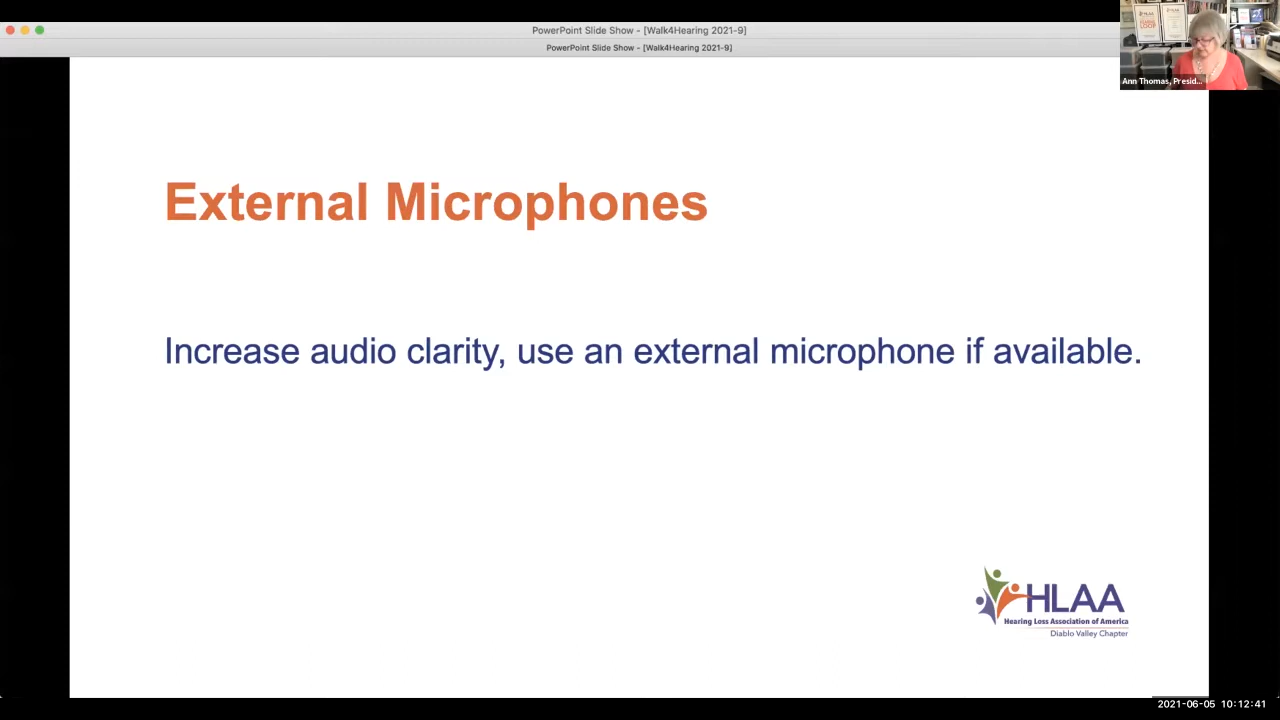 PowerPoint Slide Show - [Walk4Hearing 2021-9]
PowerPoint Slide Show - [Walk4Hearing 2021-9]
Ann Thomas, Presid...
External Microphones
Increase audio clarity, use an external microphone if available.
HLAA
Hearing Loss Association of America
Diablo Valley Chapter
2021-06-05 10:12:41